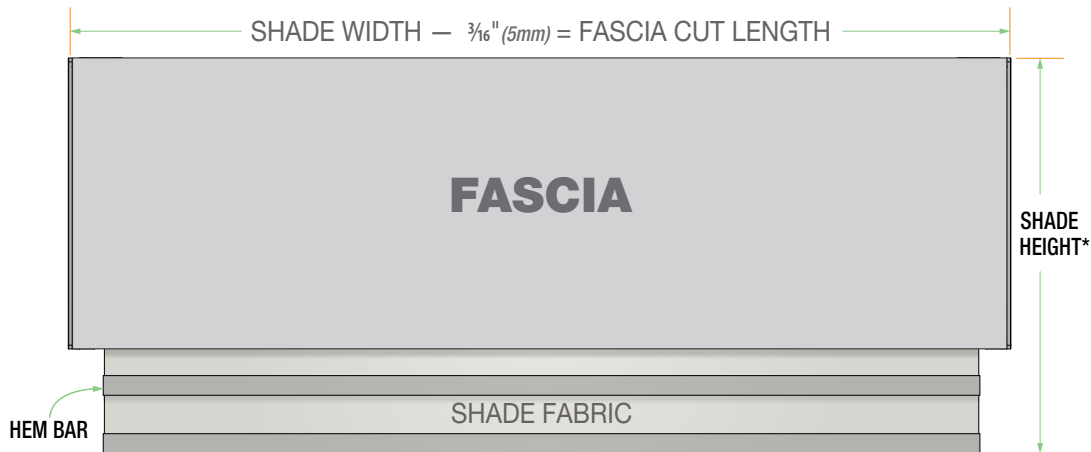 SHADE WIDTH — ³⁄₁₆" (5mm) = FASCIA CUT LENGTH
FASCIA
SHADE
HEIGHT*
SHADE FABRIC
HEM BAR